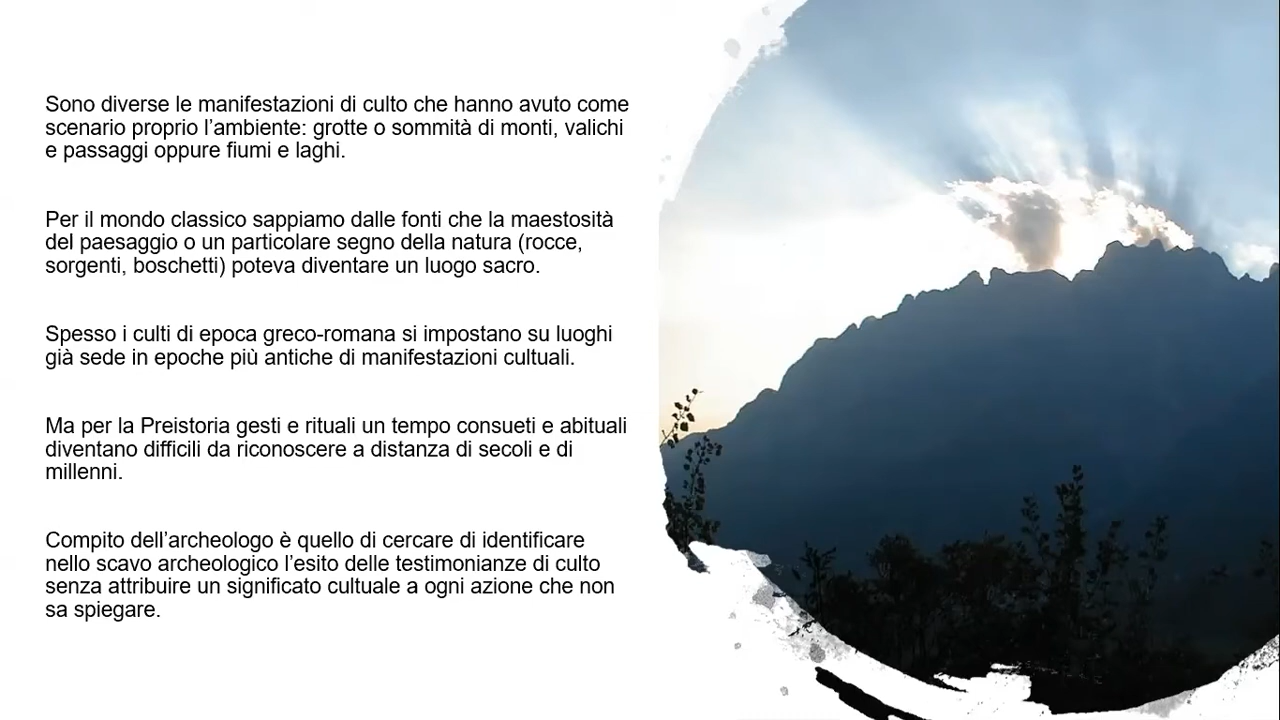 Sono diverse le manifestazioni di culto che hanno avuto come
scenario proprio l’ambiente: grotte o sommità di monti, valichi
e passaggi oppure fiumi e laghi.
Per il mondo classico sappiamo dalle fonti che la maestosità
del paesaggio o un particolare segno della natura (rocce,
sorgenti, boschetti) poteva diventare un luogo sacro.
Spesso i culti di epoca greco-romana si impostano su luoghi
già sede in epoche più antiche di manifestazioni cultuali.
Ma per la Preistoria gesti e rituali un tempo consueti e abituali
diventano difficili da riconoscere a distanza di secoli e di
millenni.
Compito dell’archeologo è quello di cercare di identificare
nello scavo archeologico l’esito delle testimonianze di culto
senza attribuire un significato cultuale a ogni azione che non
sa spiegare.